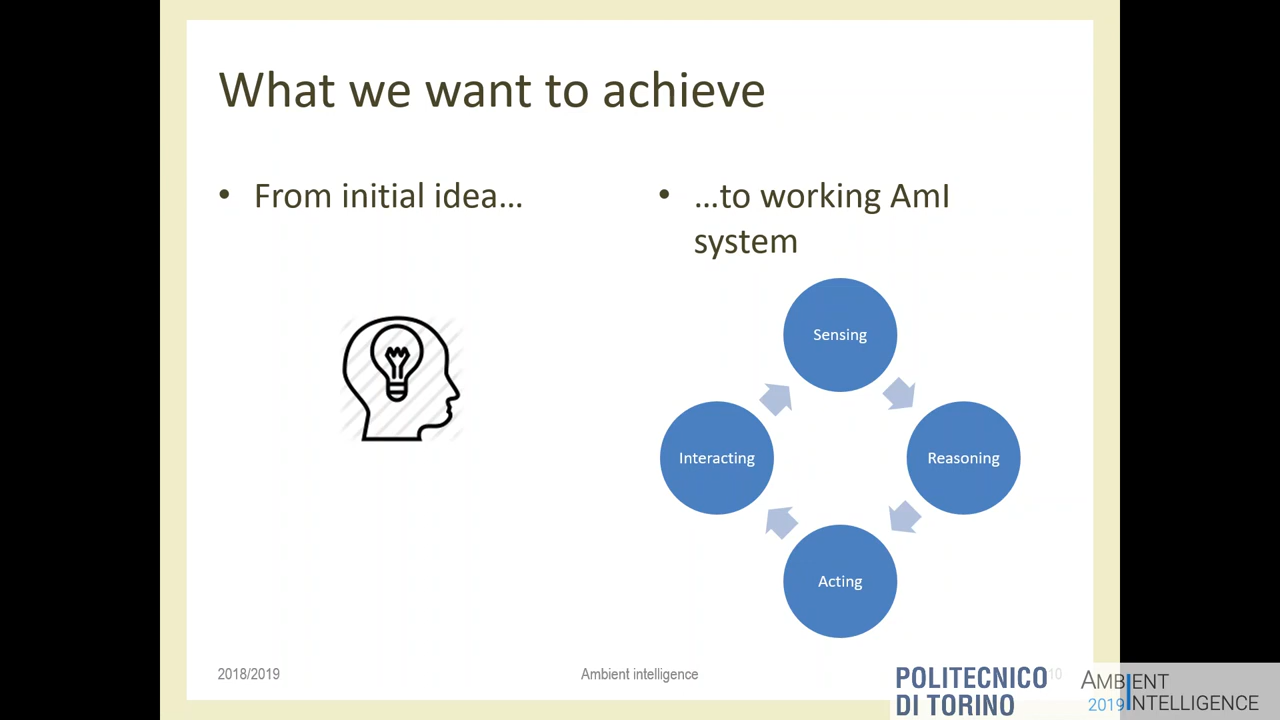 What we want to achieve
• From initial idea...
• ...to working AmI
system
Sensing
Interacting
Reasoning
Acting
2018/2019
Ambient intelligence
10
POLITECNICO
DI TORINO
AMBIENT
2019 INTELLIGENCE